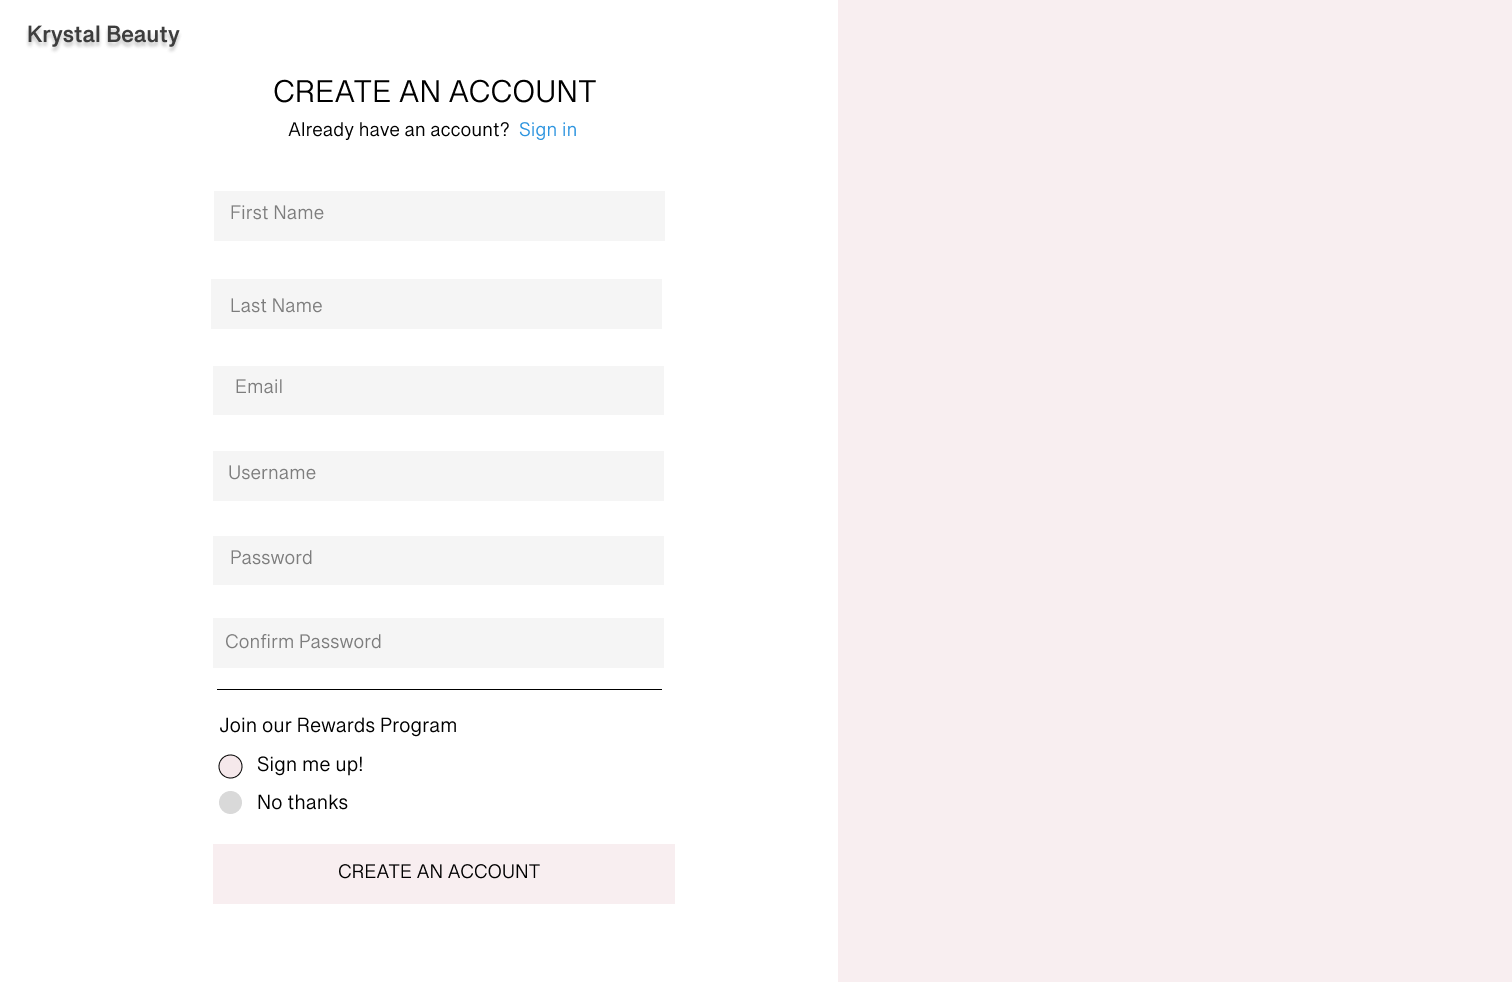 Krystal Beauty
CREATE AN ACCOUNT
Already have an account? Sign in
First Name
Last Name
Email
Username
Password
Confirm Password
Join our Rewards Program
Sign me up!
No thanks
CREATE AN ACCOUNT